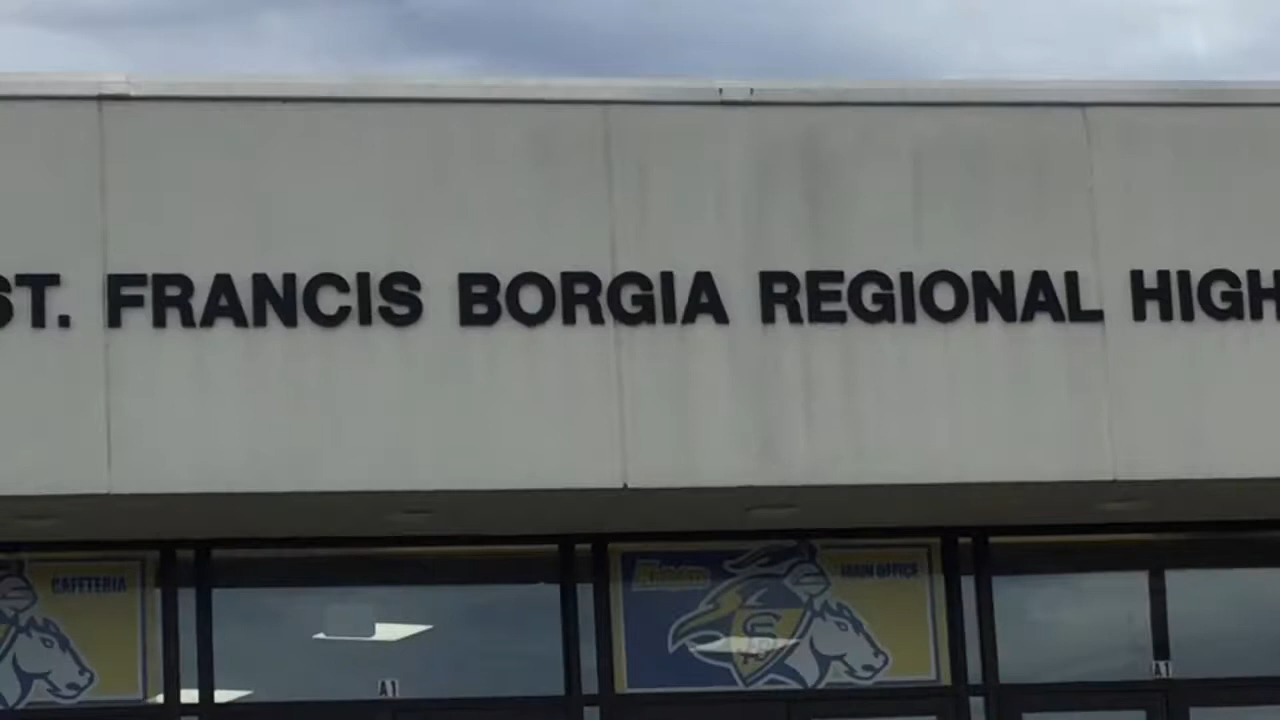 ST. FRANCIS BORGIA REGIONAL HIGH
CAFETERIA
MAIN OFFICE
A1
A1